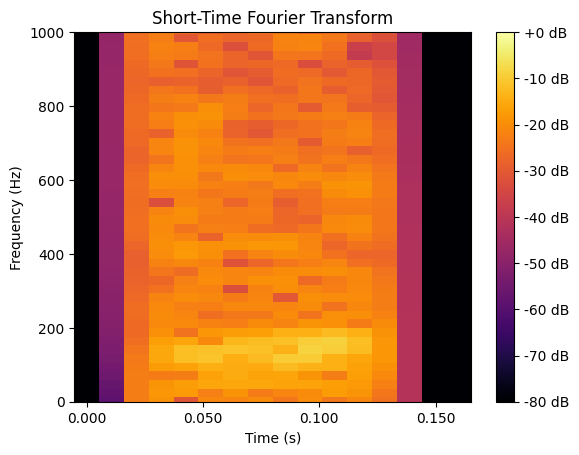 Short-Time Fourier Transform
Frequency (Hz)
1000
800
600
400
200
0
0.000
0.050
0.100
0.150
Time (s)
+0 dB
-10 dB
-20 dB
-30 dB
-40 dB
-50 dB
-60 dB
-70 dB
-80 dB